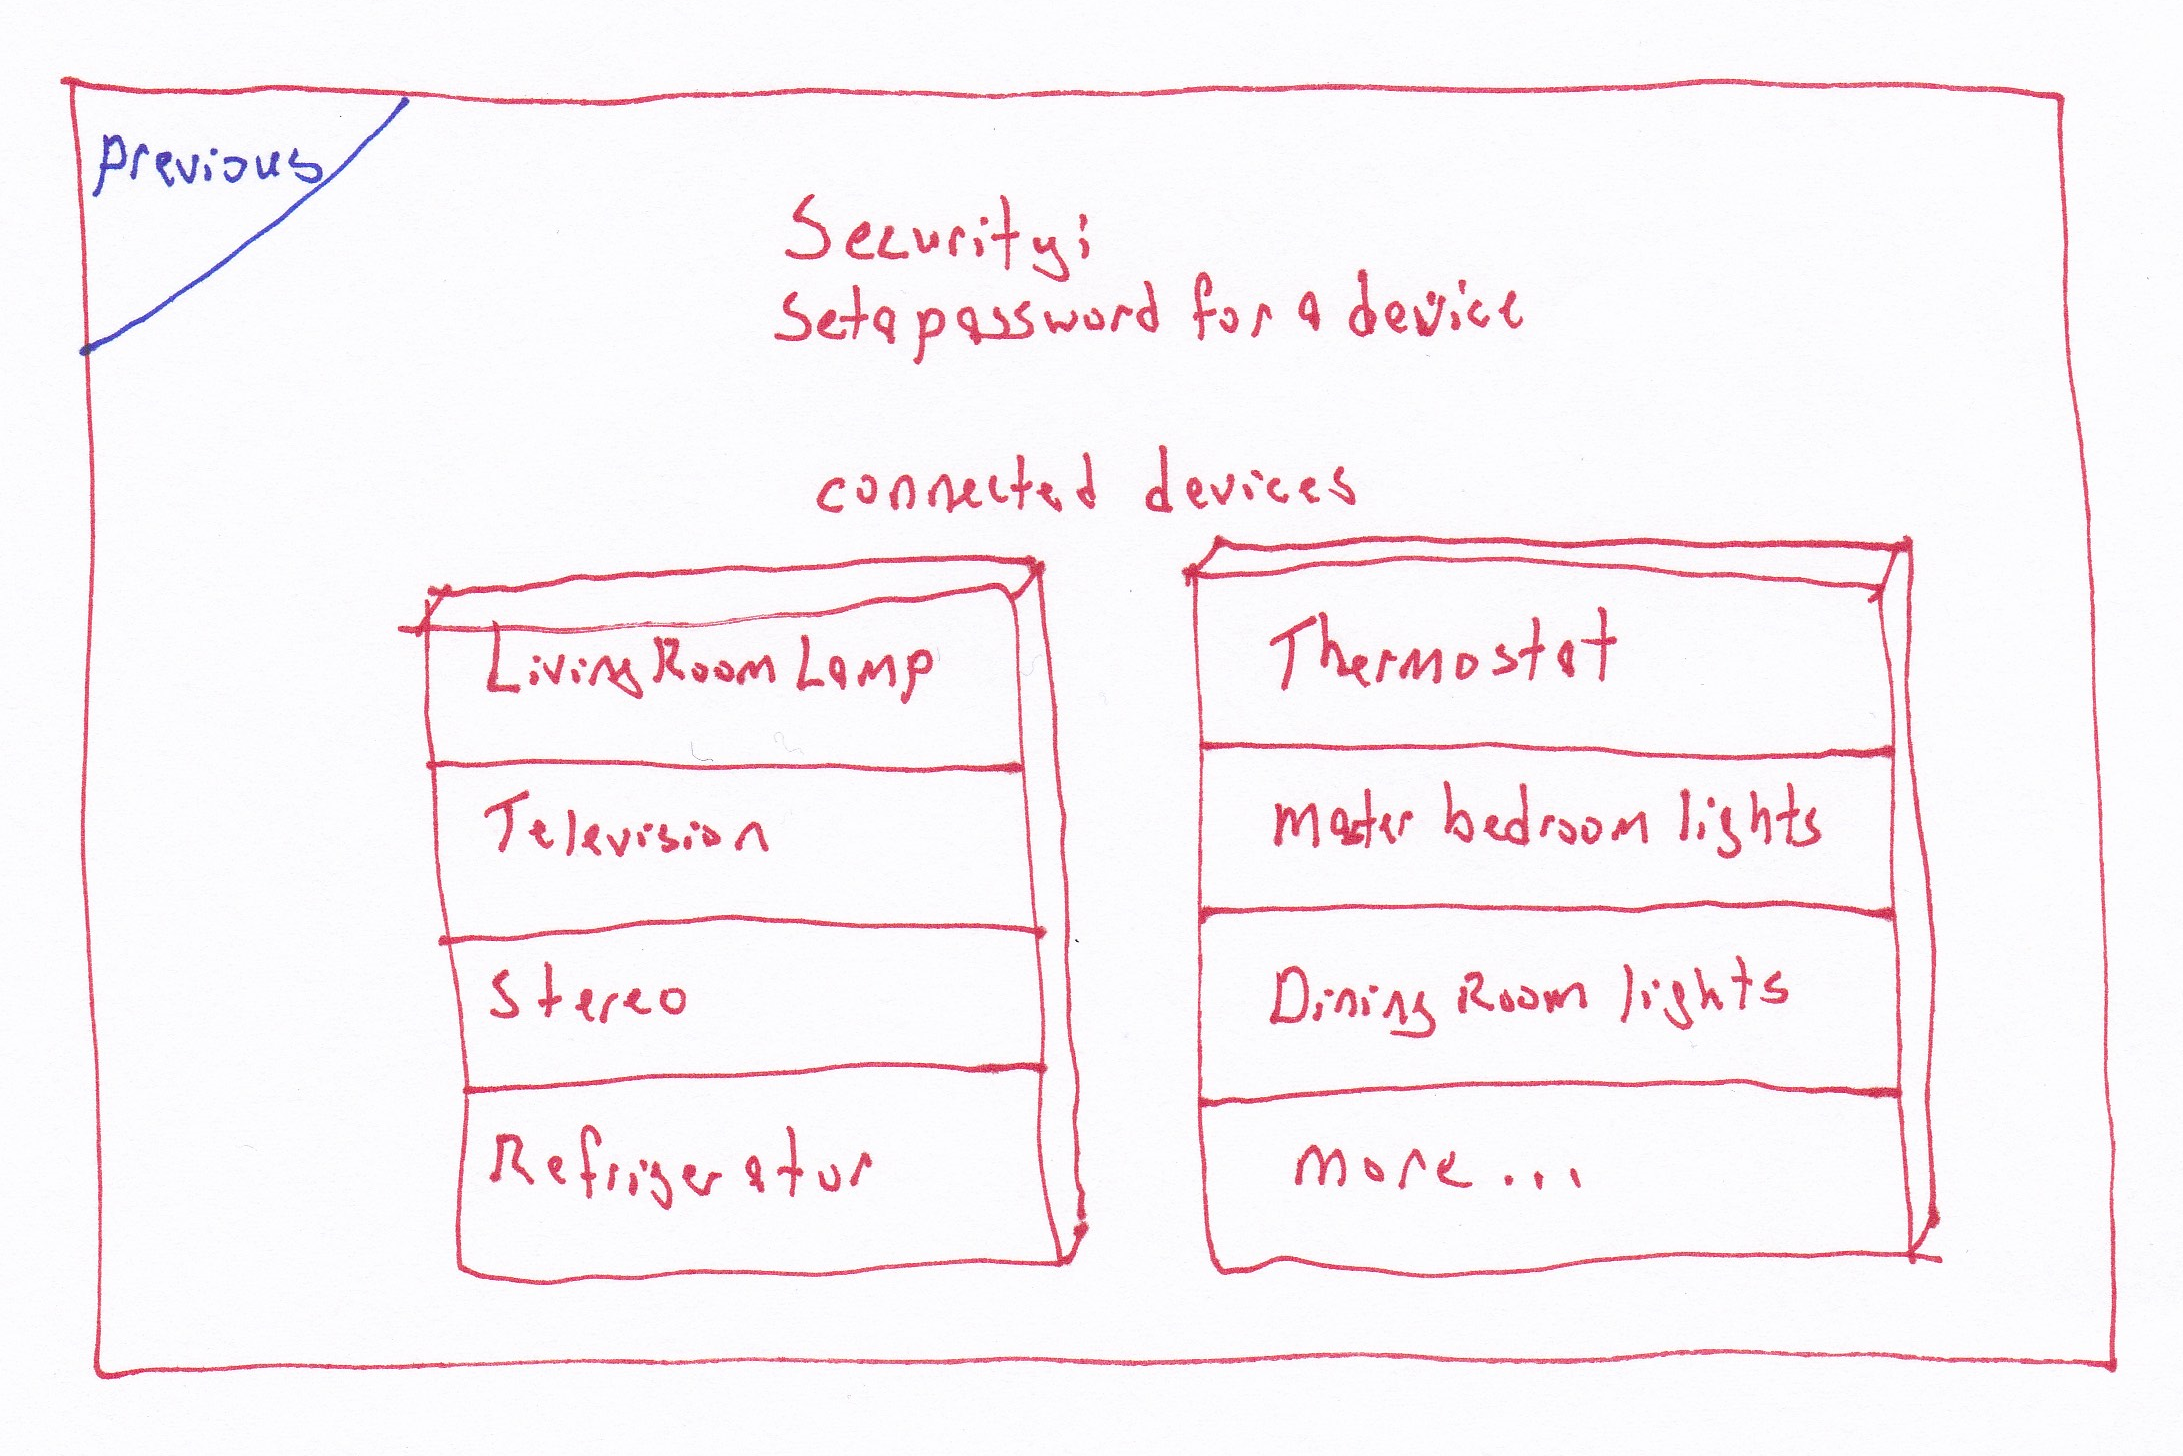 Previous
Security:
Set a password for a device
connected devices
Living Room Lamp
Television
Stereo
Refrigerator
Thermostat
Master bedroom lights
Dining Room lights
more...